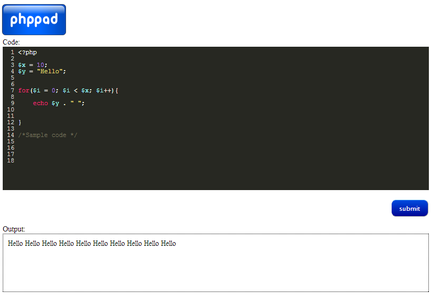 phppad
Code:
1 <?php
2
3 $x = 10;
4 $y = "Hello";
5
6
7 for($i = 0; $i < $x; $i++){
8
9 echo $y . " ";
10
11
12 }
13
14 /*Sample code */
15
16
17
18
submit
Output:
Hello Hello Hello Hello Hello Hello Hello Hello Hello Hello